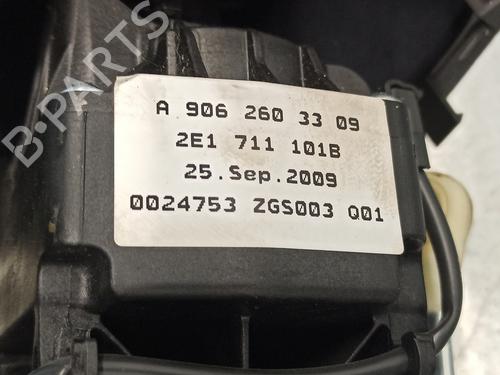 B-PARTS
A 906 260 33 09
2E1 711 101B
25.Sep.2009
0024753 ZGS003 Q01